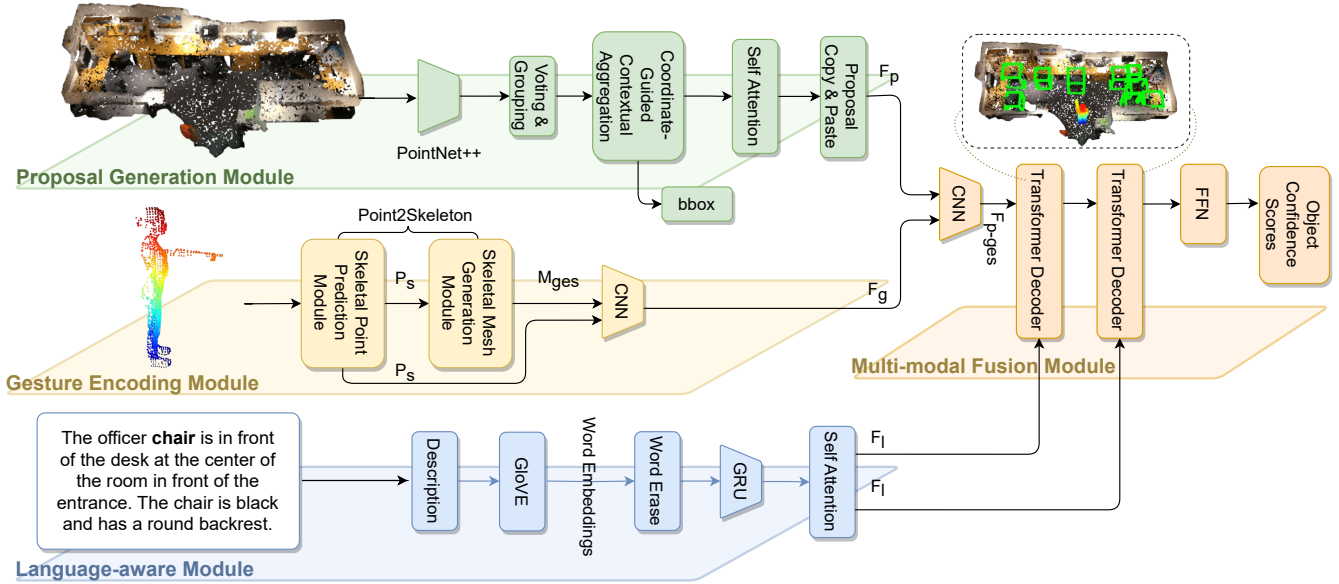 PointNet++
Voting &
Grouping
Coordinate-
Guided
Contextual
Aggregation
Self Attention
Proposal
Copy & Paste
Fp
bbox
Proposal Generation Module
Point2Skeleton
Skeletal Point
Prediction
Module
Ps
Ps
Skeletal Mesh
Generation
Module
Mges
CNN
Fg
Gesture Encoding Module
CNN
Fp-ges
Transformer Decoder
Transformer Decoder
FFN
Object
Confidence
Scores
Multi-modal Fusion Module
The officer chair is in front
of the desk at the center of
the room in front of the
entrance. The chair is black
and has a round backrest.
Description
GloVE
Word Embeddings
Word Erase
GRU
Self Attention
Fl
Fl
Language-aware Module